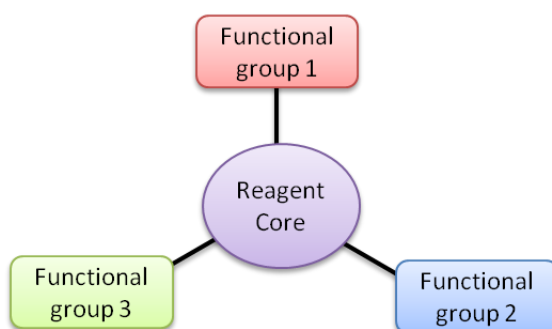 Functional
group 1
Reagent
Core
Functional
group 3
Functional
group 2